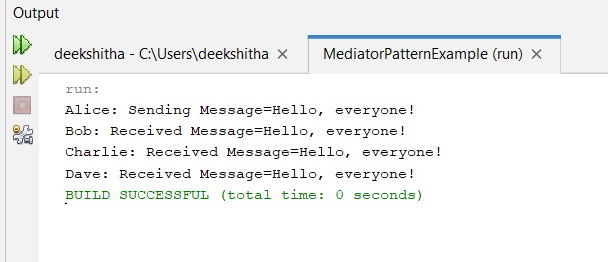 Output
deekshitha - C:\Users\deekshitha × MediatorPatternExample (run) ×
run:
Alice: Sending Message=Hello, everyone!
Bob: Received Message=Hello, everyone!
Charlie: Received Message=Hello, everyone!
Dave: Received Message=Hello, everyone!
BUILD SUCCESSFUL (total time: 0 seconds)